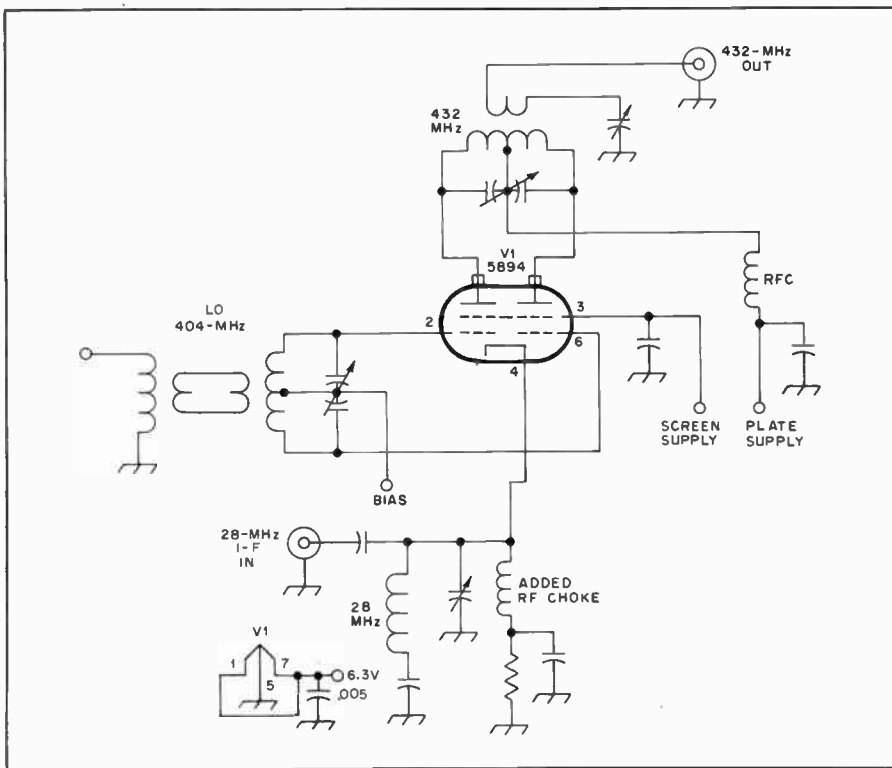 432-MHz
OUT
432
MHz
V1
5894
RFC
LO
404-MHz
2
3
6
4
SCREEN
SUPPLY
PLATE
SUPPLY
BIAS
28-MHz
I-F
IN
28
MHz
ADDED
RF CHOKE
V1
1
7
5
6.3V
.005